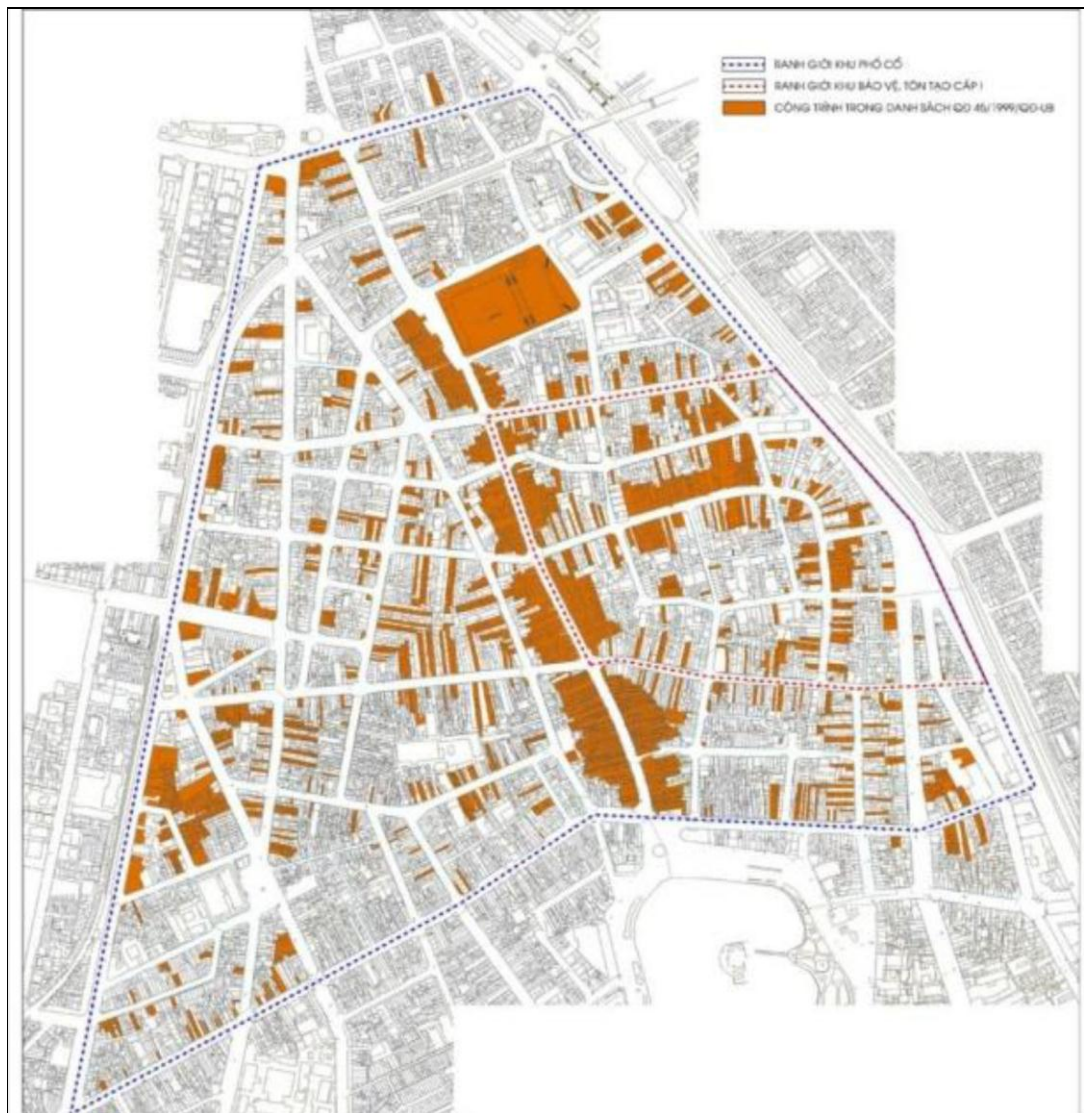 RANH GIỚI KHU PHỐ CỔ
RANH GIỚI KHU BẢO VỆ, TÔN TẠO CẤP I
CÔNG TRÌNH TRONG DANH SÁCH QĐ 45/1999/QĐ-UB